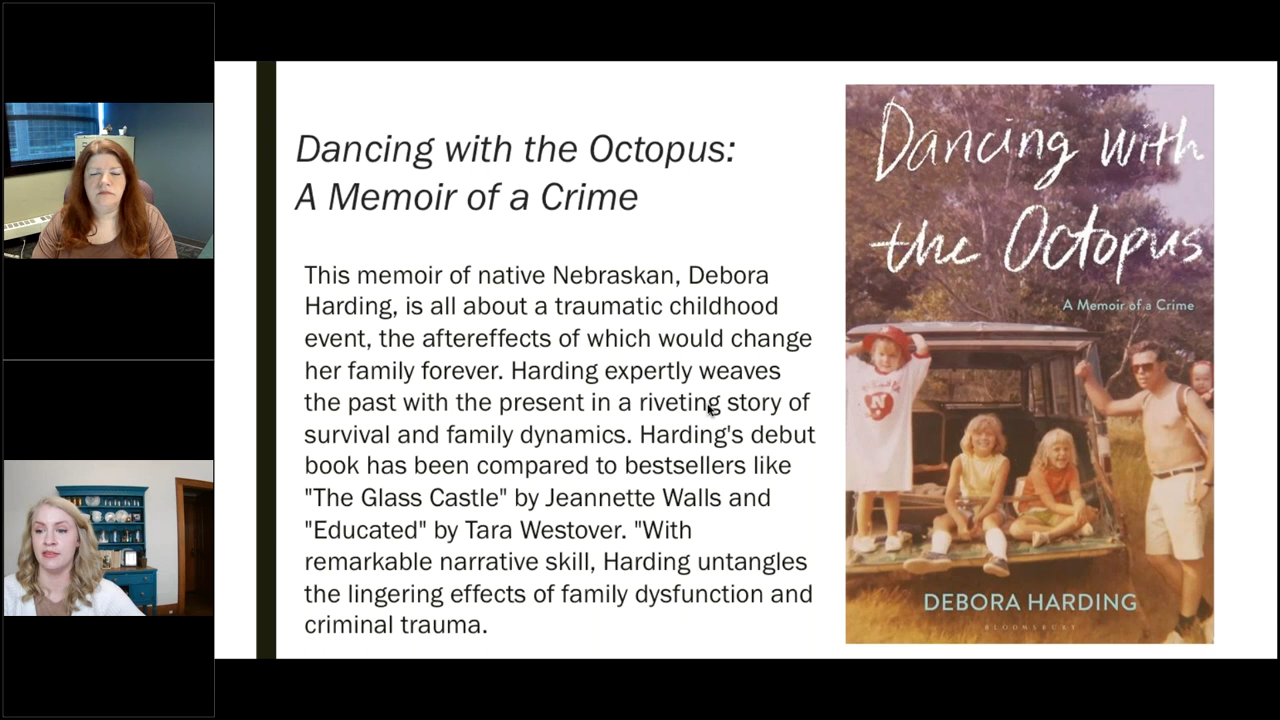 Dancing with the Octopus:
A Memoir of a Crime
This memoir of native Nebraskan, Debora
Harding, is all about a traumatic childhood
event, the aftereffects of which would change
her family forever. Harding expertly weaves
the past with the present in a riveting story of
survival and family dynamics. Harding's debut
book has been compared to bestsellers like
"The Glass Castle" by Jeannette Walls and
"Educated" by Tara Westover. "With
remarkable narrative skill, Harding untangles
the lingering effects of family dysfunction and
criminal trauma.
Dancing with
the Octopus
A Memoir of a Crime
N
DEBORA HARDING
BLOOMSBURY